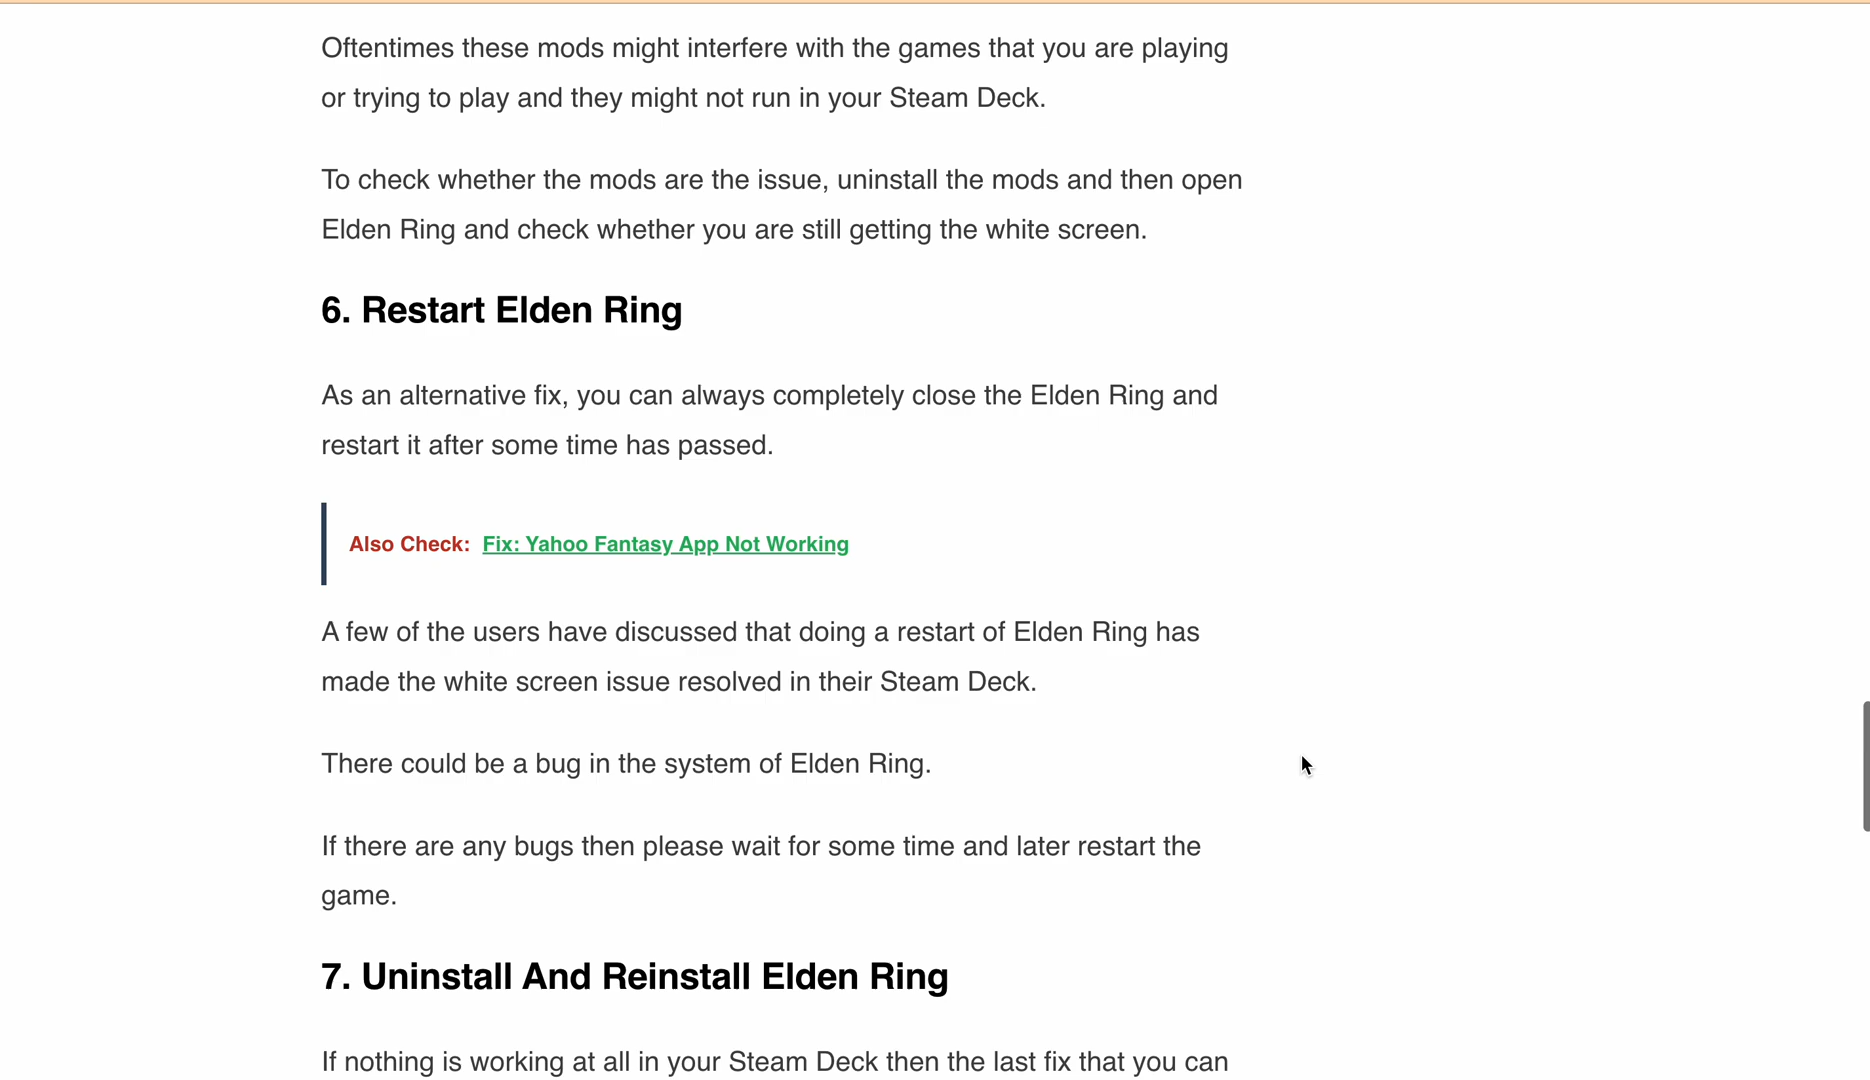 Oftentimes these mods might interfere with the games that you are playing
or trying to play and they might not run in your Steam Deck.
To check whether the mods are the issue, uninstall the mods and then open
Elden Ring and check whether you are still getting the white screen.
6. Restart Elden Ring
As an alternative fix, you can always completely close the Elden Ring and
restart it after some time has passed.
Also Check: Fix: Yahoo Fantasy App Not Working
A few of the users have discussed that doing a restart of Elden Ring has
made the white screen issue resolved in their Steam Deck.
There could be a bug in the system of Elden Ring.
If there are any bugs then please wait for some time and later restart the
game.
7. Uninstall And Reinstall Elden Ring
If nothing is working at all in your Steam Deck then the last fix that you can